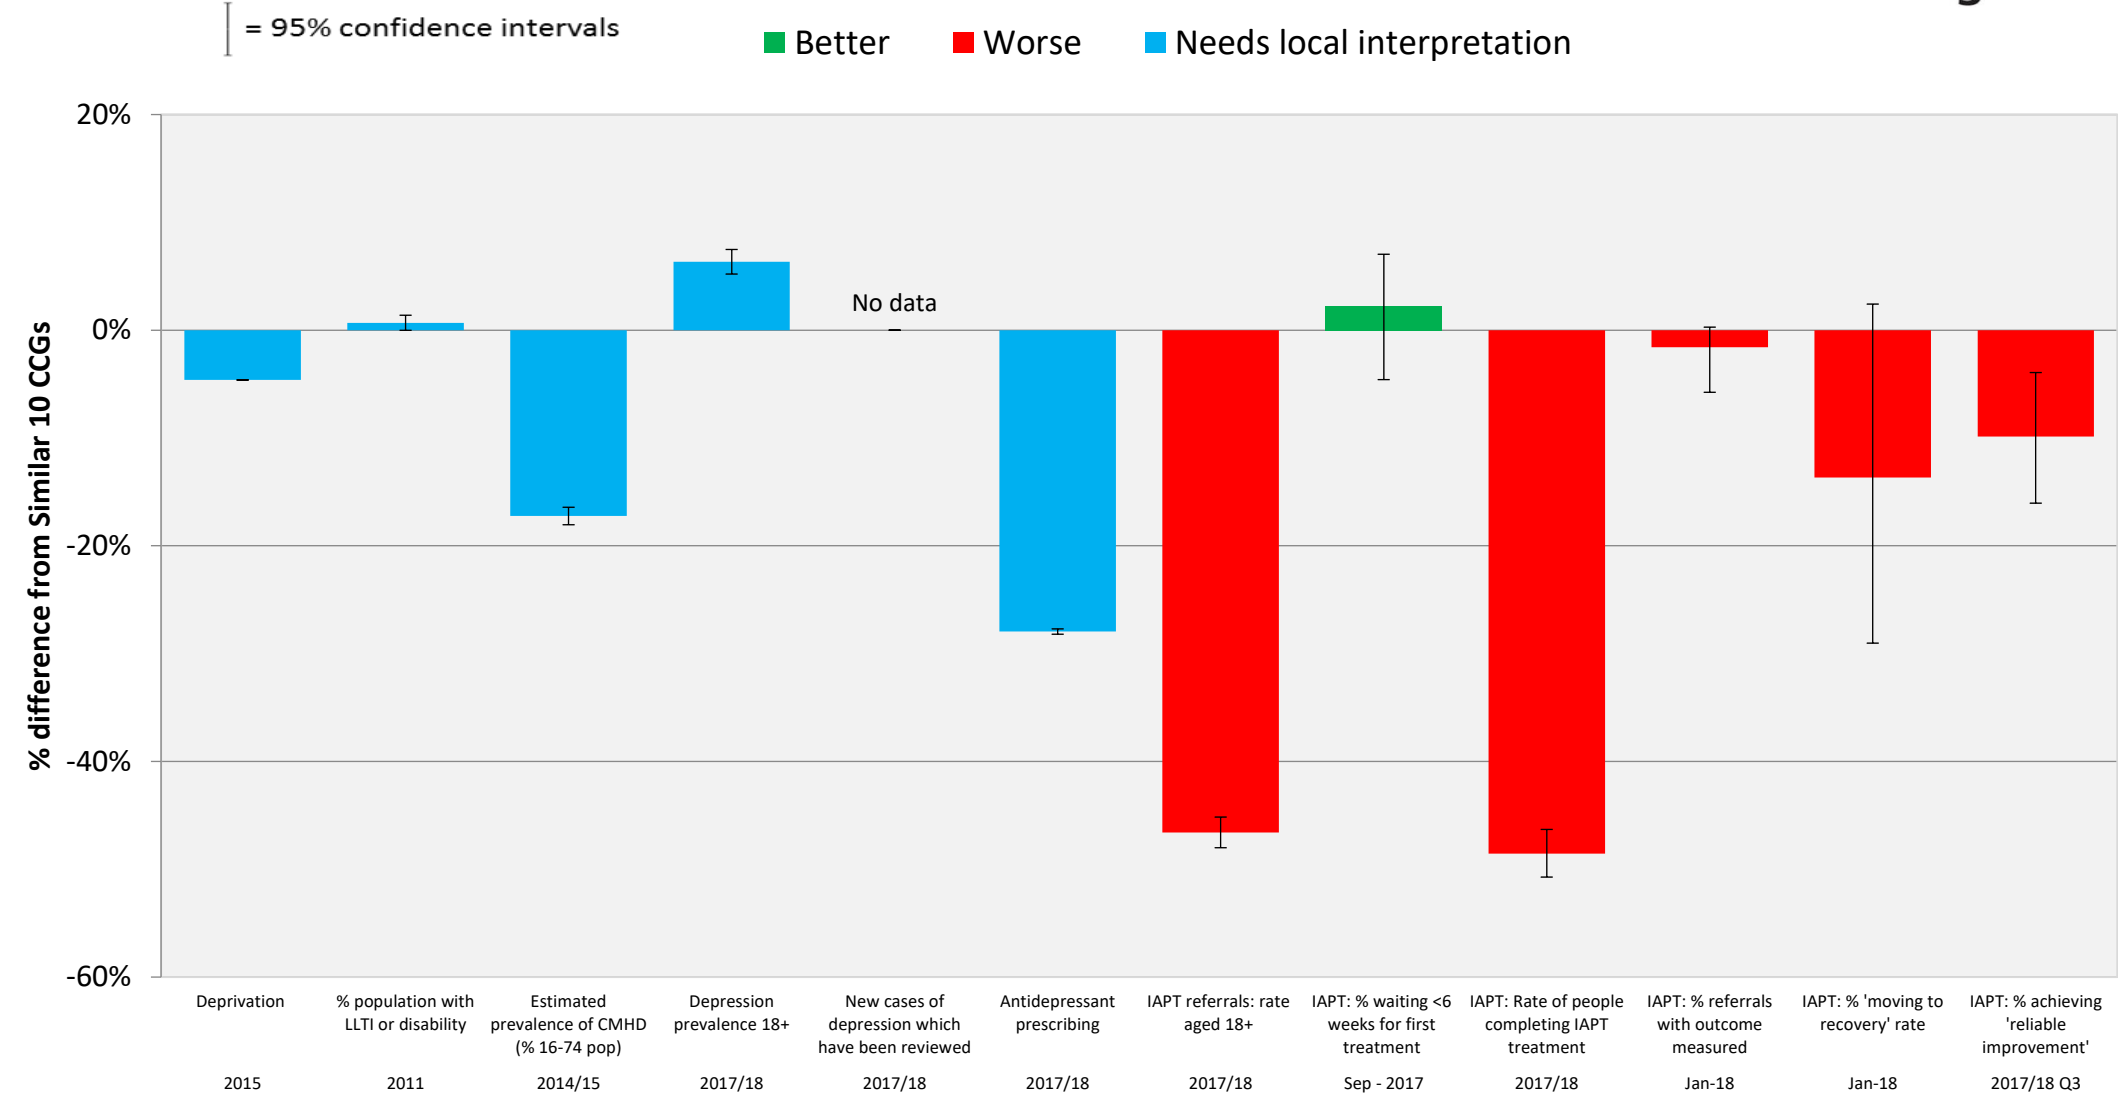 = 95% confidence intervals
Better
Worse
Needs local interpretation
% difference from Similar 10 CCGs
20%
0%
-20%
-40%
-60%
No data
Deprivation
2015
% population with
LLTI or disability
2011
Estimated
prevalence of CMHD
(% 16-74 pop)
2014/15
Depression
prevalence 18+
2017/18
New cases of
depression which
have been reviewed
2017/18
Antidepressant
prescribing
2017/18
IAPT referrals: rate
aged 18+
2017/18
IAPT: % waiting <6
weeks for first
treatment
Sep - 2017
IAPT: Rate of people
completing IAPT
treatment
2017/18
IAPT: % referrals
with outcome
measured
Jan-18
IAPT: % 'moving to
recovery' rate
Jan-18
IAPT: % achieving
'reliable
improvement'
2017/18 Q3